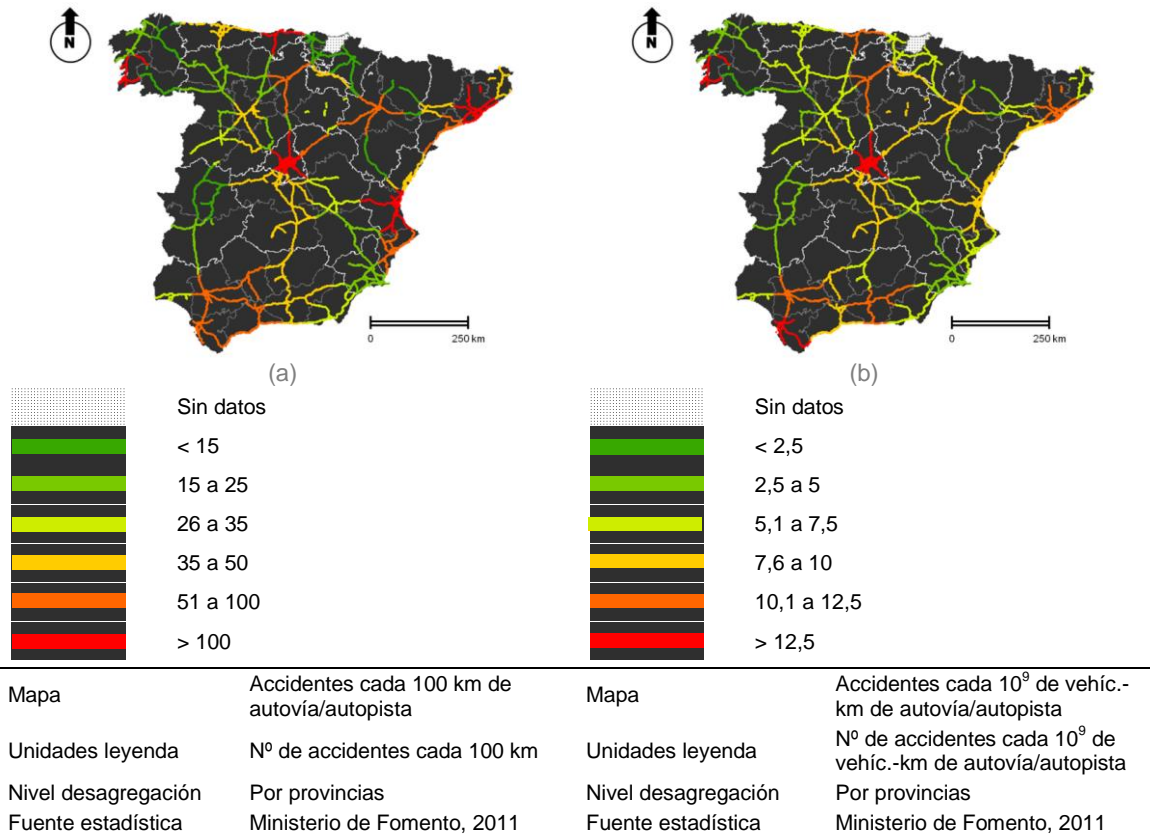 N
N
0
250 km
0
250 km
(a)
(b)
Sin datos
< 15
15 a 25
26 a 35
35 a 50
51 a 100
> 100
Sin datos
< 2,5
2,5 a 5
5,1 a 7,5
7,6 a 10
10,1 a 12,5
> 12,5
Mapa
Accidentes cada 100 km de
autovía/autopista
Mapa
Accidentes cada 10⁹ de vehíc.-
km de autovía/autopista
Unidades leyenda
Nº de accidentes cada 100 km
Unidades leyenda
Nº de accidentes cada 10⁹ de
vehíc.-km de autovía/autopista
Nivel desagregación
Por provincias
Nivel desagregación
Por provincias
Fuente estadística
Ministerio de Fomento, 2011
Fuente estadística
Ministerio de Fomento, 2011